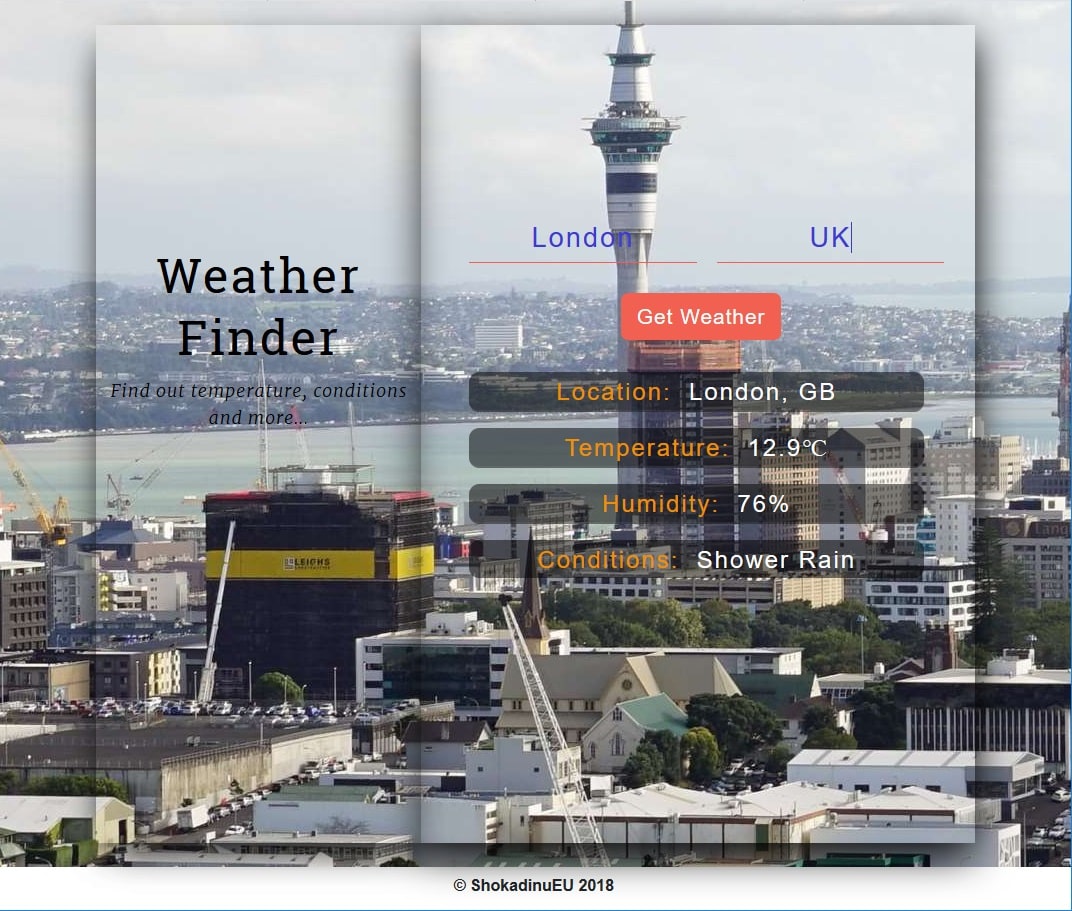 Weather
Finder
Find out temperature, conditions
and more...
London
UK
Get Weather
Location: London, GB
Temperature: 12.9℃
Humidity: 76%
Conditions: Shower Rain
LEIGHS
© ShokadinuEU 2018